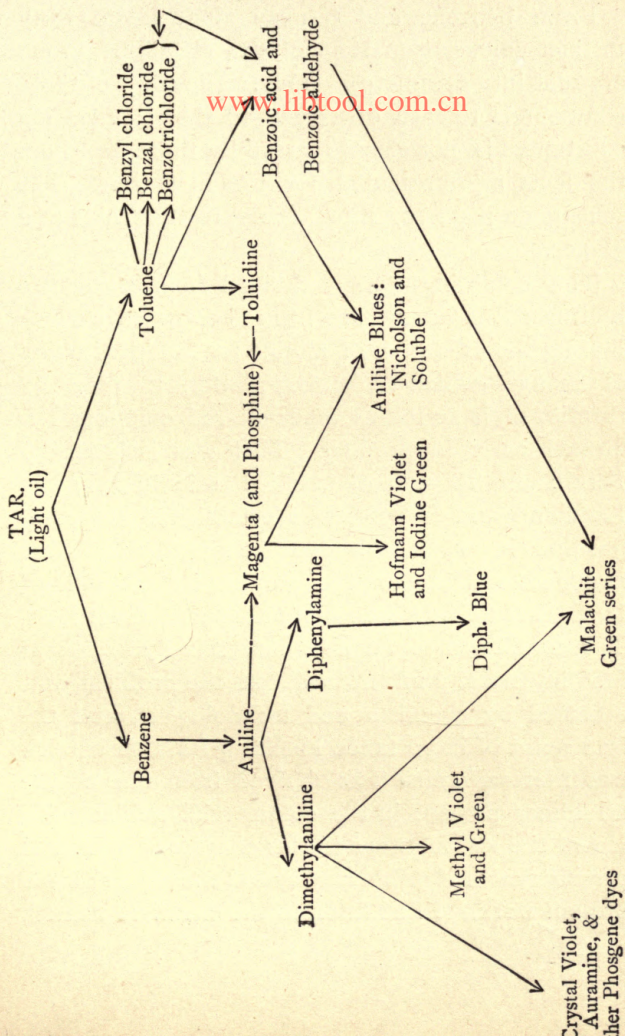 TAR.
(Light oil)
Benzene
Toluene
Benzyl chloride
Benzal chloride
Benzotrichloride
}
Aniline
Magenta (and Phosphine)
Toluidine
Benzoic acid and
Benzoic aldehyde
Dimethylaniline
Diphenylamine
Hofmann Violet
and Iodine Green
Aniline Blues:
Nicholson and
Soluble
Methyl Violet
and Green
Diph. Blue
Crystal Violet,
Auramine, &
ther Phosgene dyes
Malachite
Green series
www.libtool.com.cn